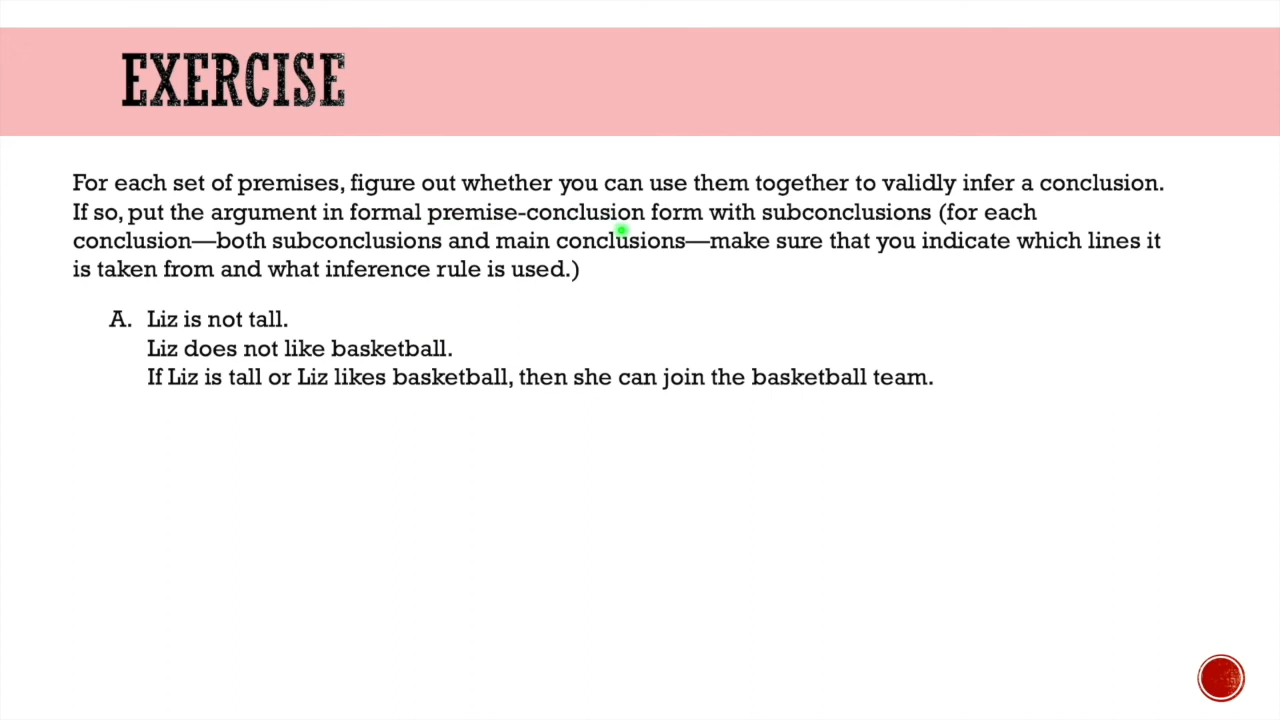 EXERCISE
For each set of premises, figure out whether you can use them together to validly infer a conclusion.
If so, put the argument in formal premise-conclusion form with subconclusions (for each
conclusion—both subconclusions and main conclusions—make sure that you indicate which lines it
is taken from and what inference rule is used.)
A. Liz is not tall.
Liz does not like basketball.
If Liz is tall or Liz likes basketball, then she can join the basketball team.